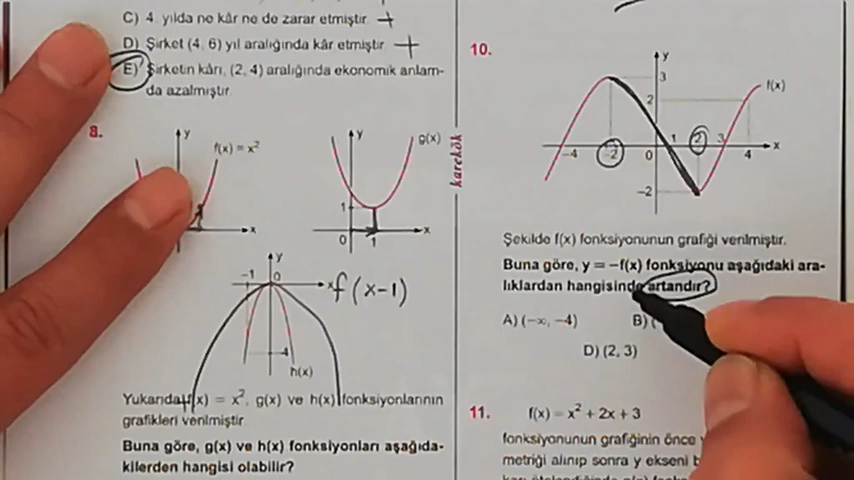 C) 4. yılda ne kâr ne de zarar etmiştir.
D) Şirket (4, 6) yıl aralığında kâr etmiştir.
E) Şirketin kârı, (2, 4) aralığında ekonomik anlam-
da azalmıştır.
8.
y
f(x) = x²
x
y
g(x)
1
0
1
x
y
-1
0
x
f(x-1)
-4
h(x)
Yukarıda f(x) = x², g(x) ve h(x) fonksiyonlarının
grafikleri verilmiştir.
Buna göre, g(x) ve h(x) fonksiyonları aşağıda-
kilerden hangisi olabilir?
karekök
10.
y
3
f(x)
2
-4
-2
0
1
2
3
4
x
-2
Şekilde f(x) fonksiyonunun grafiği verilmiştir.
Buna göre, y = -f(x) fonksiyonu aşağıdaki ara-
lıklardan hangisinde artandır?
A) (-∞, -4)
B) (
D) (2, 3)
11.
f(x) = x² + 2x + 3
fonksiyonunun grafiğinin önce
metriği alınıp sonra y ekseni